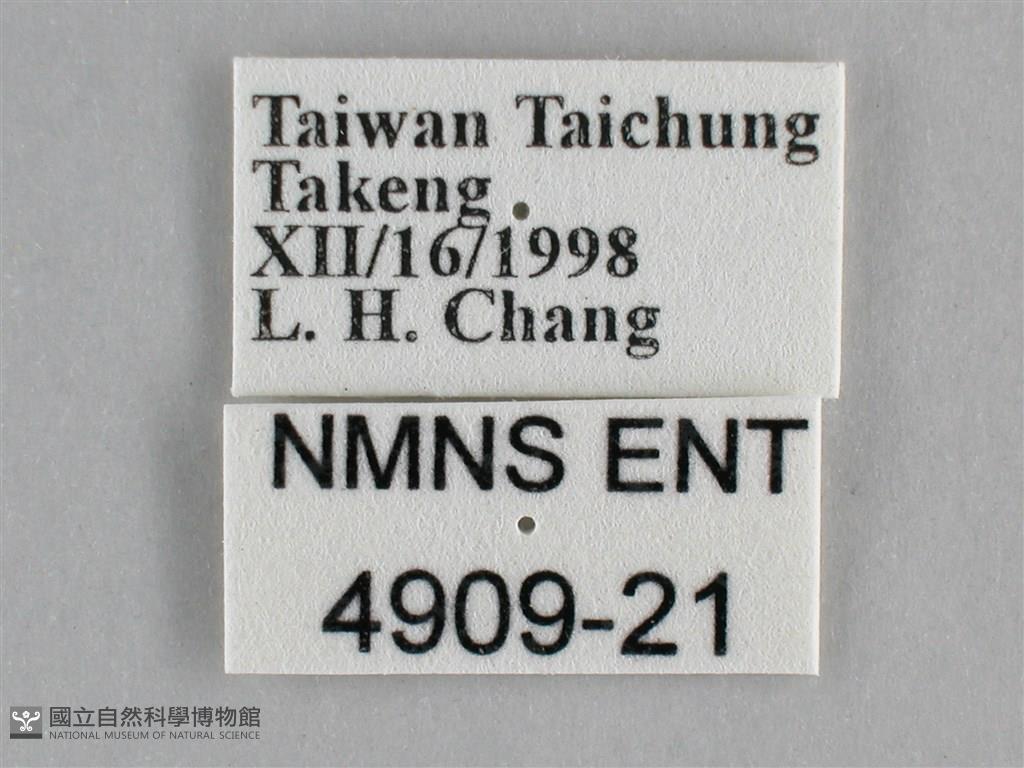 Taiwan Taichung
Takeng
XII/16/1998
L. H. Chang
NMNS ENT
4909-21
國立自然科學博物館
NATIONAL MUSEUM OF NATURAL SCIENCE